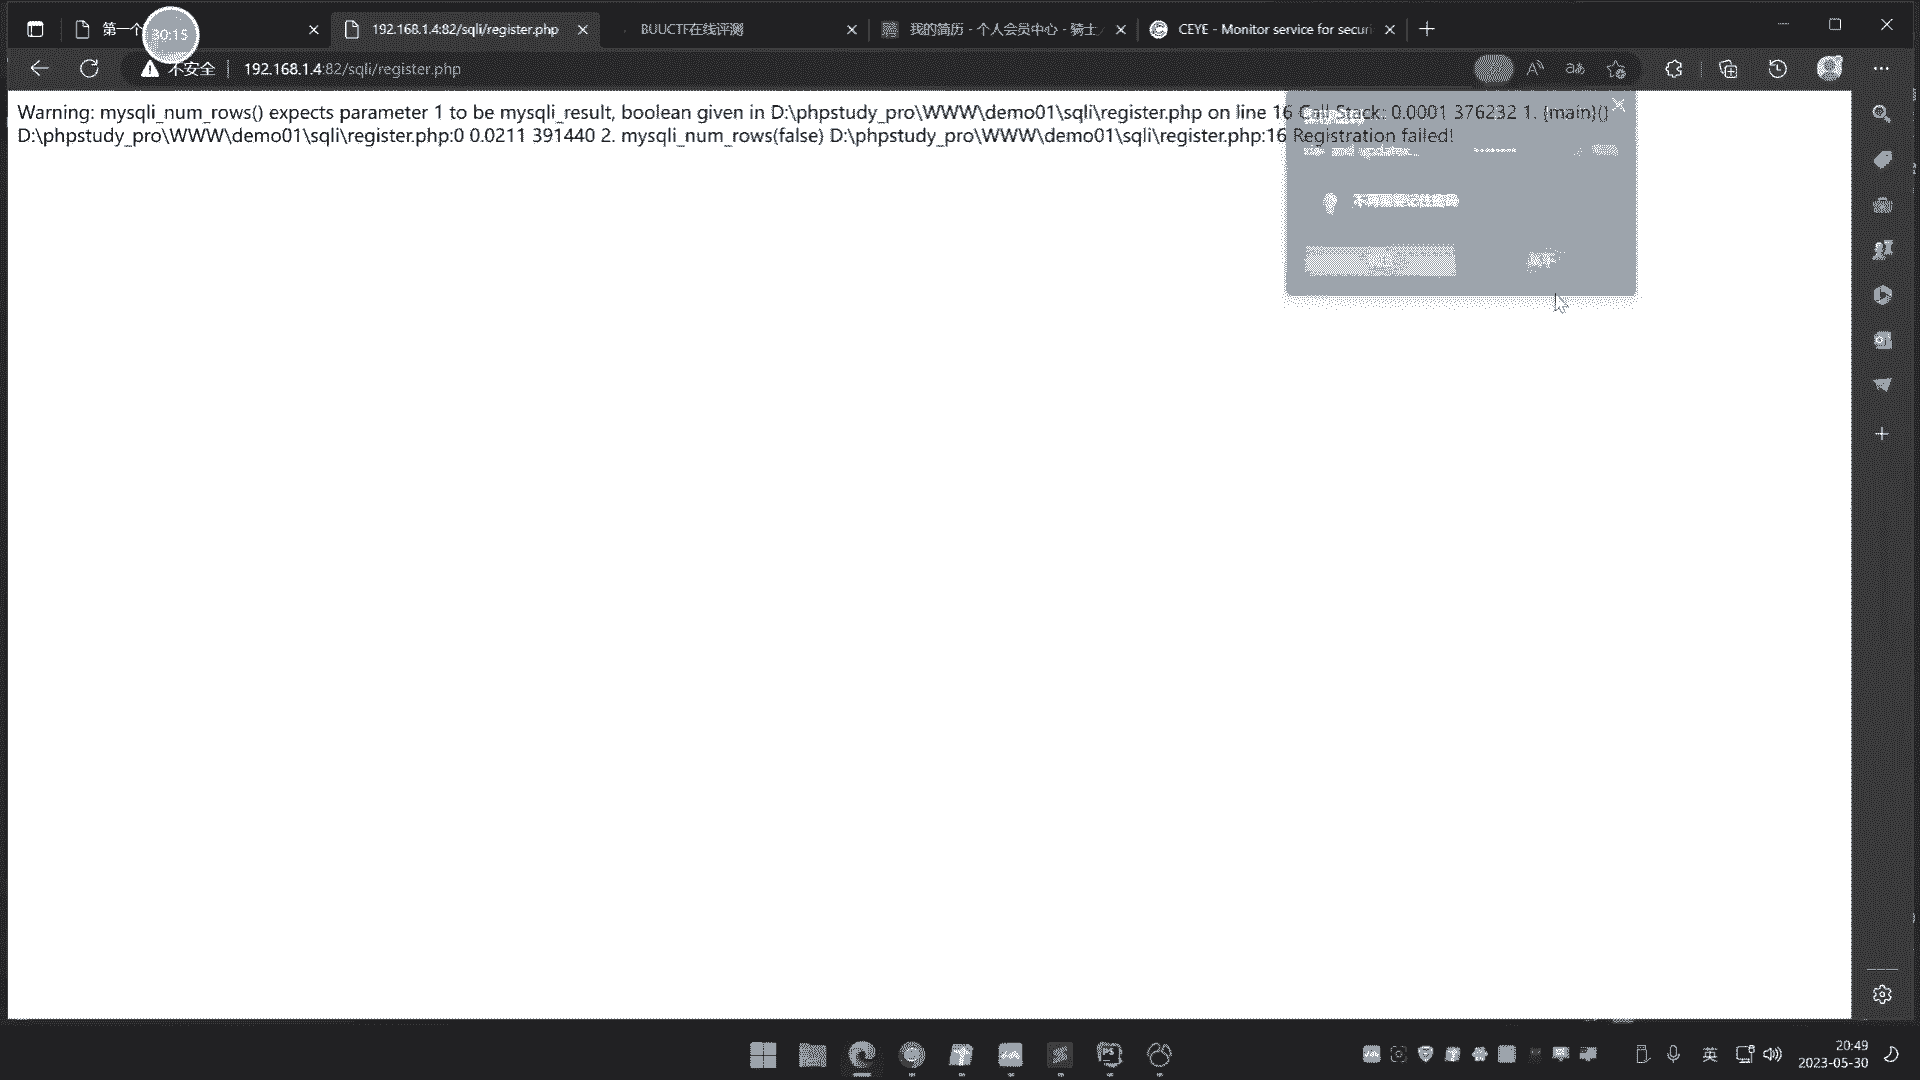 第一个
30:15
192.168.1.4:82/sqli/register.php
BUUCTF在线评测
我的简历 - 个人会员中心 - 骑士
CEYE - Monitor service for securi
不安全
192.168.1.4:82/sqli/register.php
Warning: mysqli_num_rows() expects parameter 1 to be mysqli_result, boolean given in D:\phpstudy_pro\WWW\demo01\sqli\register.php on line 16 Call Stack: 0.0001 376232 1. {main}()
D:\phpstudy_pro\WWW\demo01\sqli\register.php:0 0.0211 391440 2. mysqli_num_rows(false) D:\phpstudy_pro\WWW\demo01\sqli\register.php:16 Registration failed!
英
20:49
2023-05-30